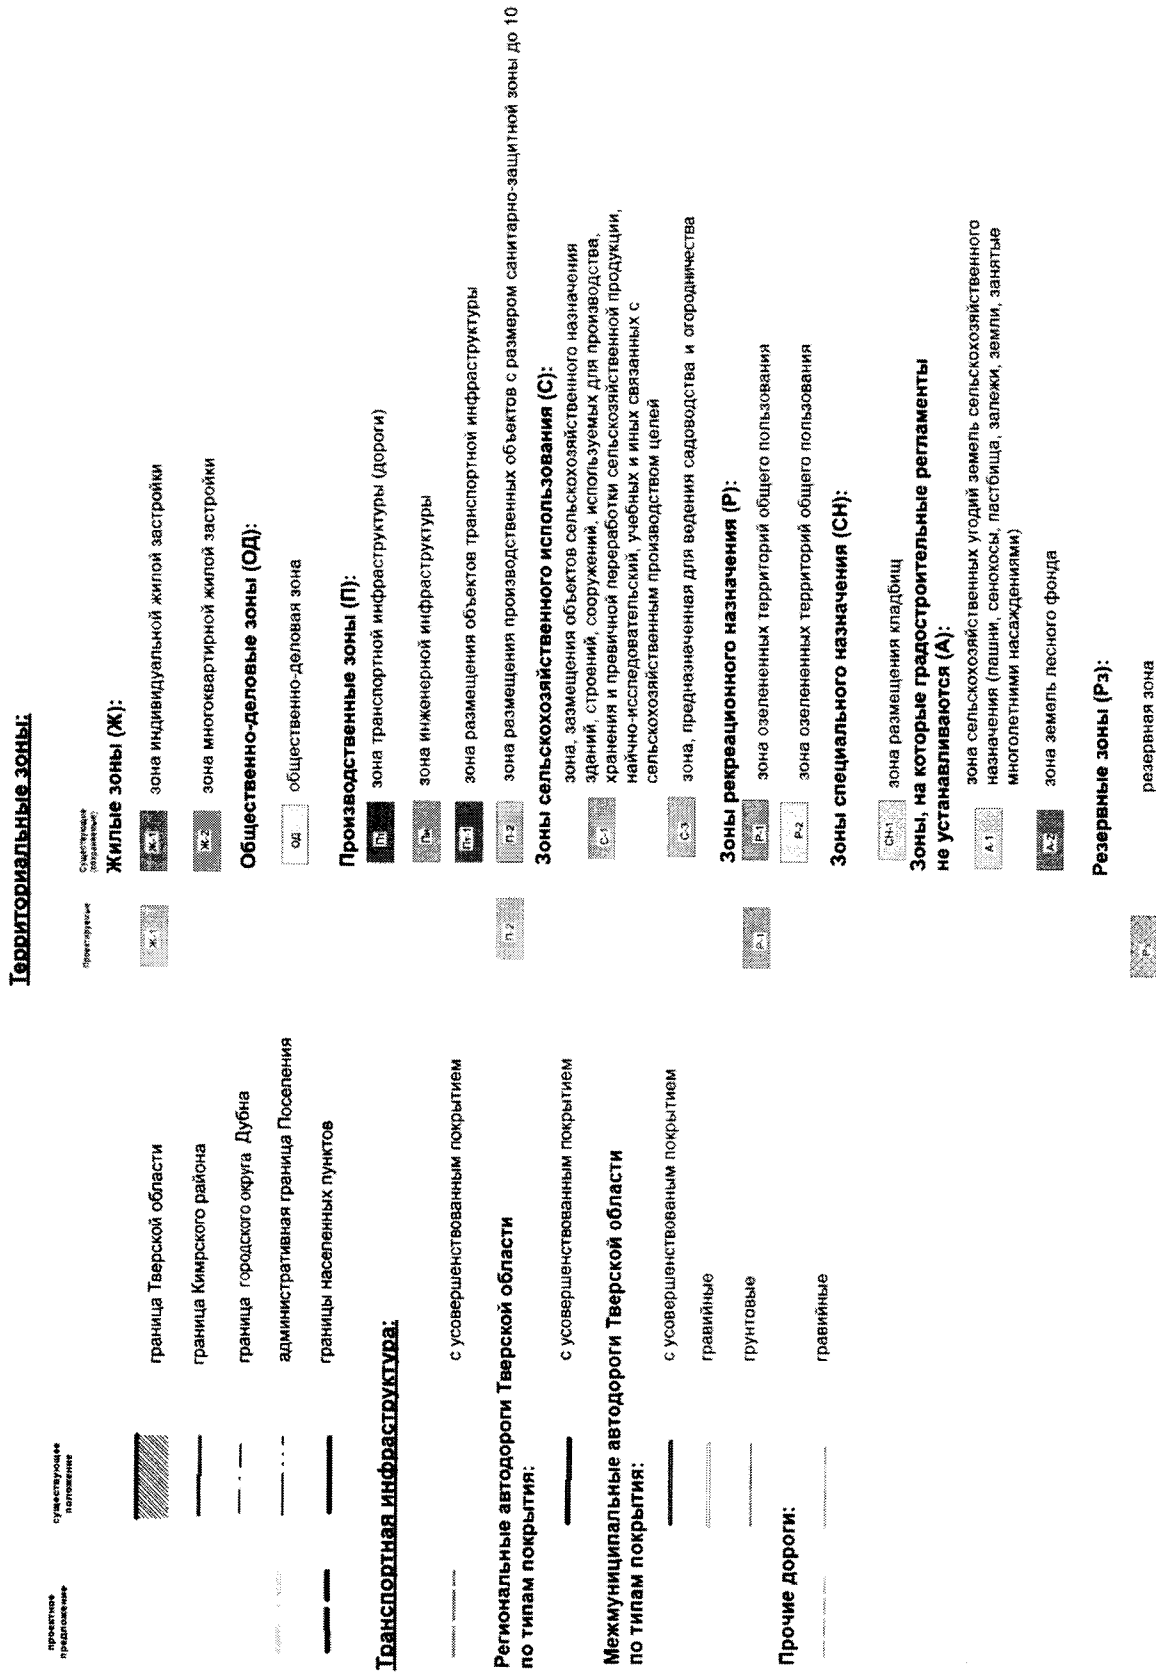 проектное
предложение
существующее
положение
граница Тверской области
граница Кимрского района
граница городского округа Дубна
административная граница Поселения
границы населенных пунктов
Транспортная инфраструктура:
с усовершенствованным покрытием
Региональные автодороги Тверской области
по типам покрытия:
с усовершенствованным покрытием
Межмуниципальные автодороги Тверской области
по типам покрытия:
с усовершенствованым покрытием
гравийные
грунтовые
Прочие дороги:
гравийные
Территориальные зоны:
Проектируемые
Существующие
(сохраняемые)
Жилые зоны (Ж):
Ж-1 Ж-1 зона индивидуальной жилой застройки
Ж-2 зона многоквартирной жилой застройки
Общественно-деловые зоны (ОД):
ОД общественно-деловая зона
Производственные зоны (П):
зона транспортной инфраструктуры (дороги)
Пи зона инженерной инфраструктуры
Пт-1 зона размещения объектов транспортной инфраструктуры
П-2 П-2 зона размещения производственных объектов с размером санитарно-защитной зоны до 10
Зоны сельскохозяйственного использования (С):
С-1 зона, размещения объектов сельскохозяйственного назначения
зданий, строений, сооружений, используемых для производства,
хранения и превичной переработки сельскохозяйственной продукции,
найчно-исследовательский, учебных и иных связанных с
сельскохозяйственным производством целей
С-3 зона, предназначенная для ведения садоводства и огородничества
Зоны рекреационного назначения (Р):
Р-1 Р-1 зона озелененных территорий общего пользования
Р-2 зона озелененных территорий общего пользования
Зоны специального назначения (СН):
СН-1 зона размещения кладбищ
Зоны, на которые градостроительные регламенты
не устанавливаются (А):
А-1 зона сельскохозяйственных угодий земель сельскохозяйственного
назначения (пашни, сенокосы, пастбища, залежи, земли, занятые
многолетними насаждениями)
А-2 зона земель лесного фонда
Резервные зоны (Рз):
Рз резервная зона